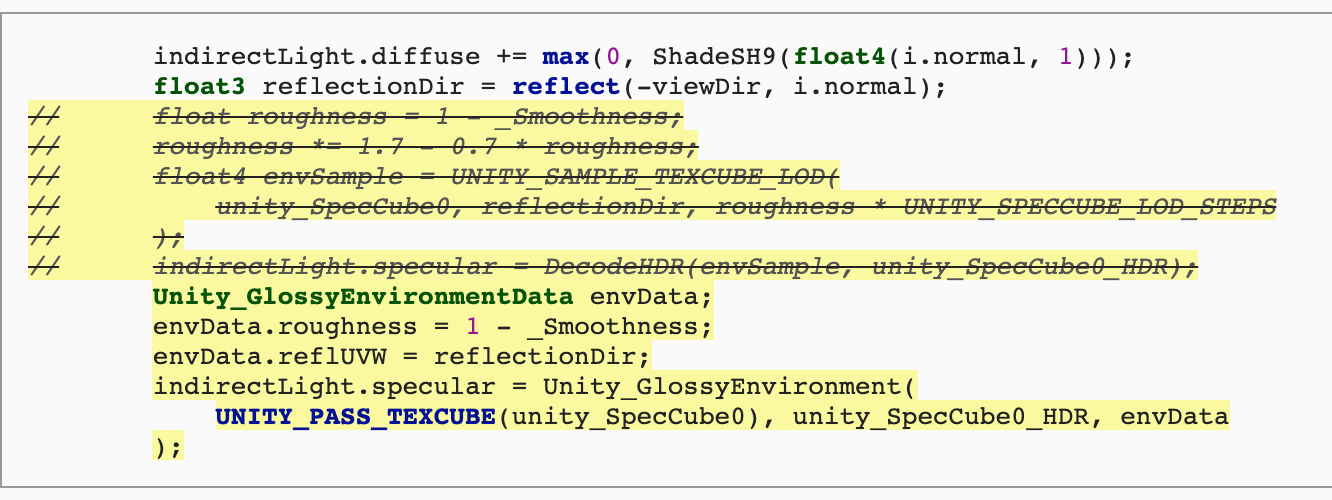 indirectLight.diffuse += max(0, ShadeSH9(float4(i.normal, 1)));
float3 reflectionDir = reflect(-viewDir, i.normal);
// float roughness = 1 - _Smoothness;
// roughness *= 1.7 - 0.7 * roughness;
// float4 envSample = UNITY_SAMPLE_TEXCUBE_LOD(
// unity_SpecCube0, reflectionDir, roughness * UNITY_SPECCUBE_LOD_STEPS
// );
// indirectLight.specular = DecodeHDR(envSample, unity_SpecCube0_HDR);
Unity_GlossyEnvironmentData envData;
envData.roughness = 1 - _Smoothness;
envData.reflUVW = reflectionDir;
indirectLight.specular = Unity_GlossyEnvironment(
UNITY_PASS_TEXCUBE(unity_SpecCube0), unity_SpecCube0_HDR, envData
);